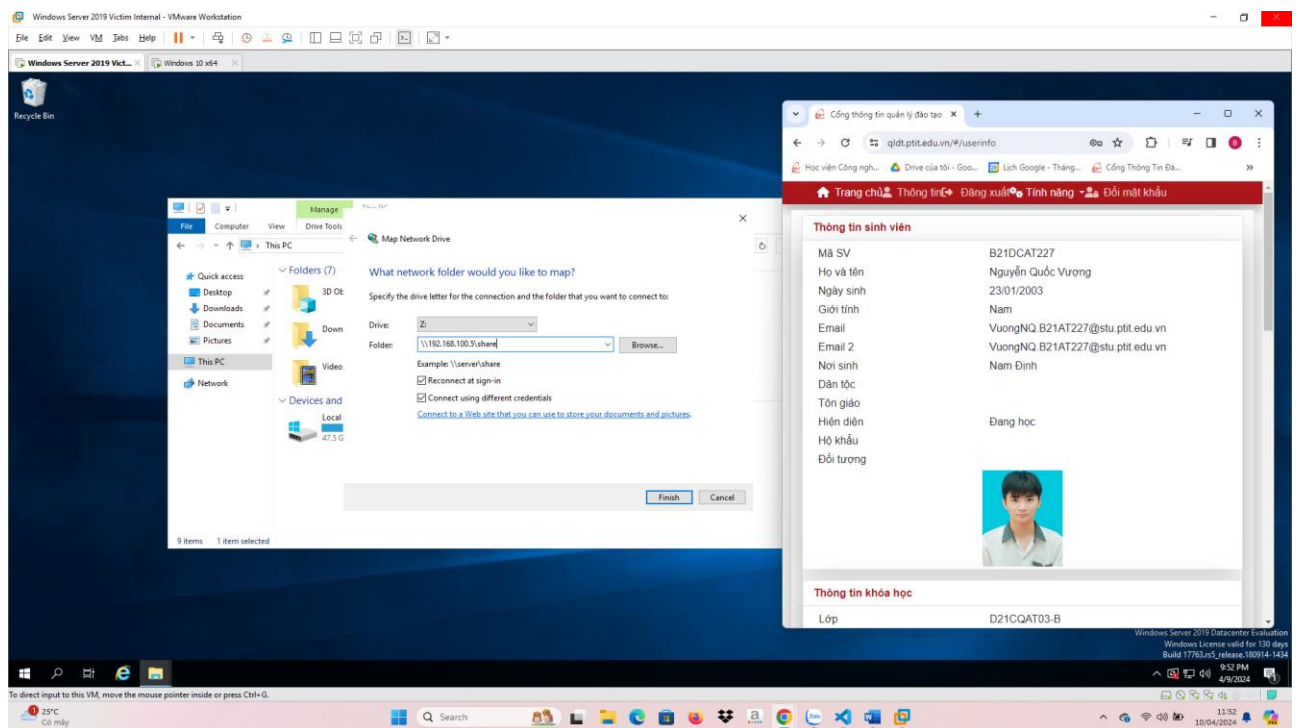 Windows Server 2019 Victim Internal - VMware Workstation
File Edit View VM Tabs Help
Windows Server 2019 Vict... Windows 10 x64
Recycle Bin
Cổng thông tin quản lý đào tạo
qldt.ptit.edu.vn/#/userinfo
Học viện Công ngh... Drive của tôi - Goo... Lịch Google - Tháng... Cổng Thông Tin Đà...
Trang chủ Thông tin Đăng xuất Tính năng Đổi mật khẩu
Thông tin sinh viên
Mã SV B21DCAT227
Họ và tên Nguyễn Quốc Vượng
Ngày sinh 23/01/2003
Giới tính Nam
Email VuongNQ.B21AT227@stu.ptit.edu.vn
Email 2 VuongNQ.B21AT227@stu.ptit.edu.vn
Nơi sinh Nam Định
Dân tộc
Tôn giáo
Hiện diện Đang học
Hộ khẩu
Đối tượng
Thông tin khóa học
Lớp D21CQAT03-B
Manage This PC
File Computer View Drive Tools
This PC
Quick access
Desktop
Downloads
Documents
Pictures
This PC
Network
Folders (7)
3D Ob
Down
Video
Devices and
Local
47.5 G
9 items 1 item selected
Map Network Drive
What network folder would you like to map?
Specify the drive letter for the connection and the folder that you want to connect to:
Drive: Z:
Folder: \\192.168.100.5\share Browse...
Example: \\server\share
Reconnect at sign-in
Connect using different credentials
Connect to a Web site that you can use to store your documents and pictures.
Finish Cancel
Windows Server 2019 Datacenter Evaluation
Windows License valid for 130 days
Build 17763.rs5_release.180914-1434
9:52 PM
4/9/2024
To direct input to this VM, move the mouse pointer inside or press Ctrl+G.
25°C
Có mây
Search
11:52
10/04/2024